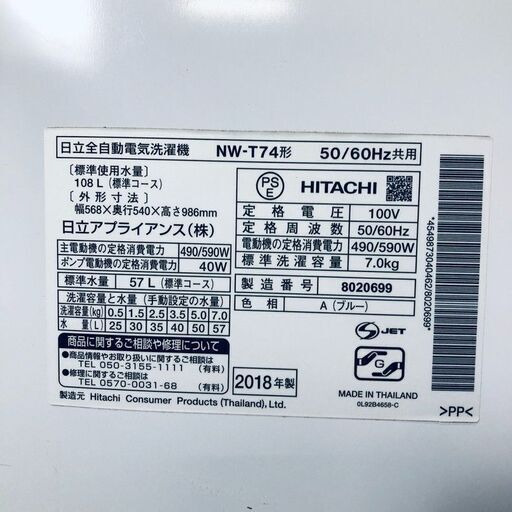 日立全自動電気洗濯機 NW-T74形 50/60Hz共用
〔標準使用水量〕
108 L（標準コース）
〔外形寸法〕
幅568×奥行540×高さ986mm
日立アプライアンス（株）
主電動機の定格消費電力 490/590W
ポンプ電動機の定格消費電力 40W
標準水量 57 L（標準コース）
洗濯容量と水量（手動設定の水量）
洗濯容量(kg) 0.5 1.5 2.5 3.5 5.0 7.0
水量(L) 25 30 35 40 50 57
商品に関するご相談や修理について
●商品情報やお取り扱いに関するご相談
TEL 050-3155-1111（有料）
●修理に関するご相談
TEL 0570-0031-68（有料）
製造元 Hitachi Consumer Products (Thailand), Ltd.
PS E HITACHI
定格電圧 100V
定格周波数 50/60Hz
電動機の定格消費電力 490/590W
標準洗濯容量 7.0kg
製造番号 8020699
色相 A（ブルー）
S JET
G
2018年製
MADE IN THAILAND
0L92B4658-C
*4549873040462/8020699*
>PP<